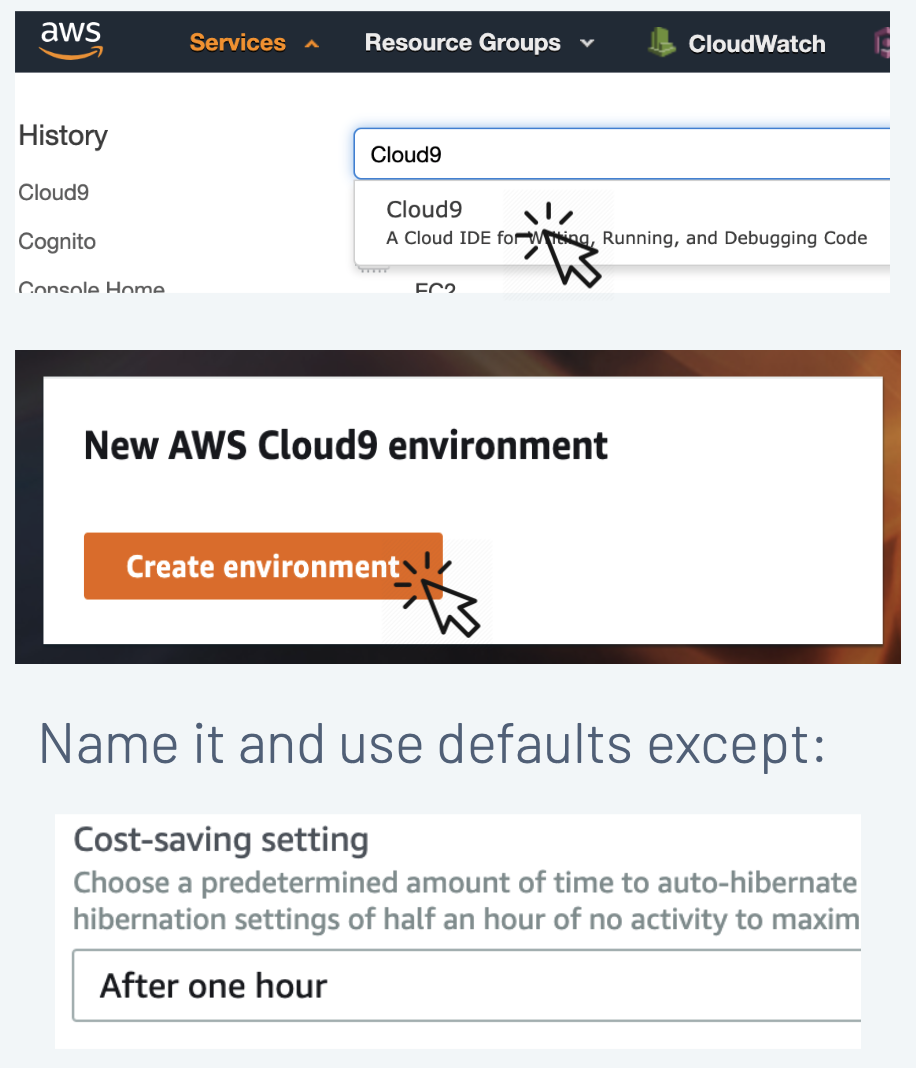 aws Services Resource Groups CloudWatch
History
Cloud9
Cloud9
Cognito
Console Home
Cloud9
A Cloud IDE for Writing, Running, and Debugging Code
EC2
New AWS Cloud9 environment
Create environment
Name it and use defaults except:
Cost-saving setting
Choose a predetermined amount of time to auto-hibernate
hibernation settings of half an hour of no activity to maxim
After one hour